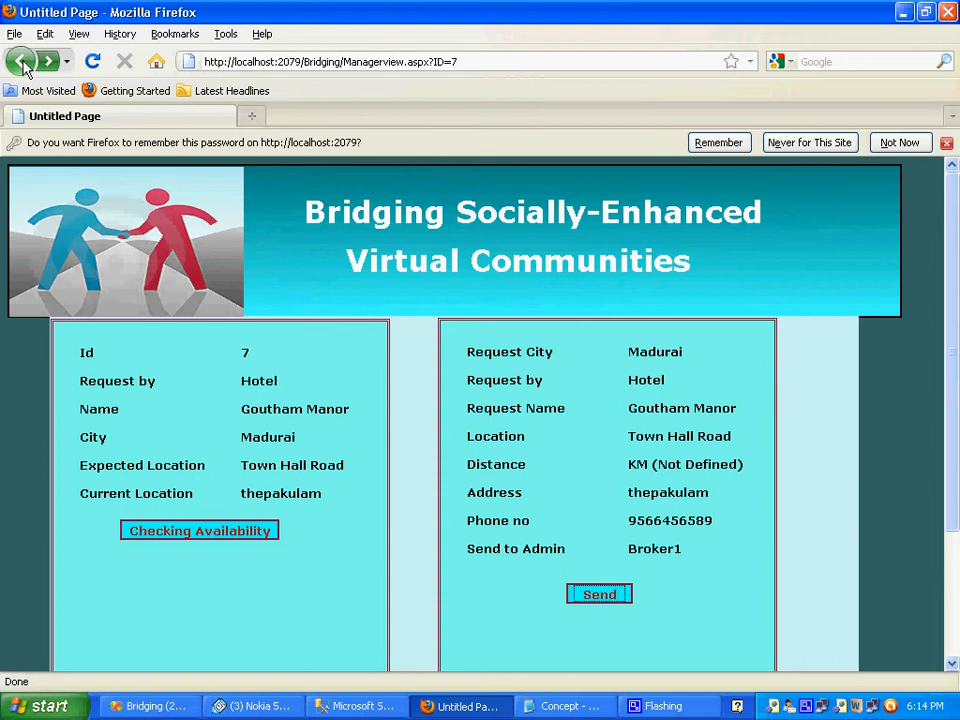 Untitled Page - Mozilla Firefox
File Edit View History Bookmarks Tools Help
http://localhost:2079/Bridging/Managerview.aspx?ID=7
Google
Most Visited Getting Started Latest Headlines
Untitled Page
Do you want Firefox to remember this password on http://localhost:2079?
Remember Never for This Site Not Now
Bridging Socially-Enhanced
Virtual Communities
Id 7
Request by Hotel
Name Goutham Manor
City Madurai
Expected Location Town Hall Road
Current Location thepakulam
Checking Availability
Request City Madurai
Request by Hotel
Request Name Goutham Manor
Location Town Hall Road
Distance KM (Not Defined)
Address thepakulam
Phone no 9566456589
Send to Admin Broker1
Send
Done
start Bridging (2... (3) Nokia 5... Microsoft S... Untitled Pa... Concept - ... Flashing 6:14 PM